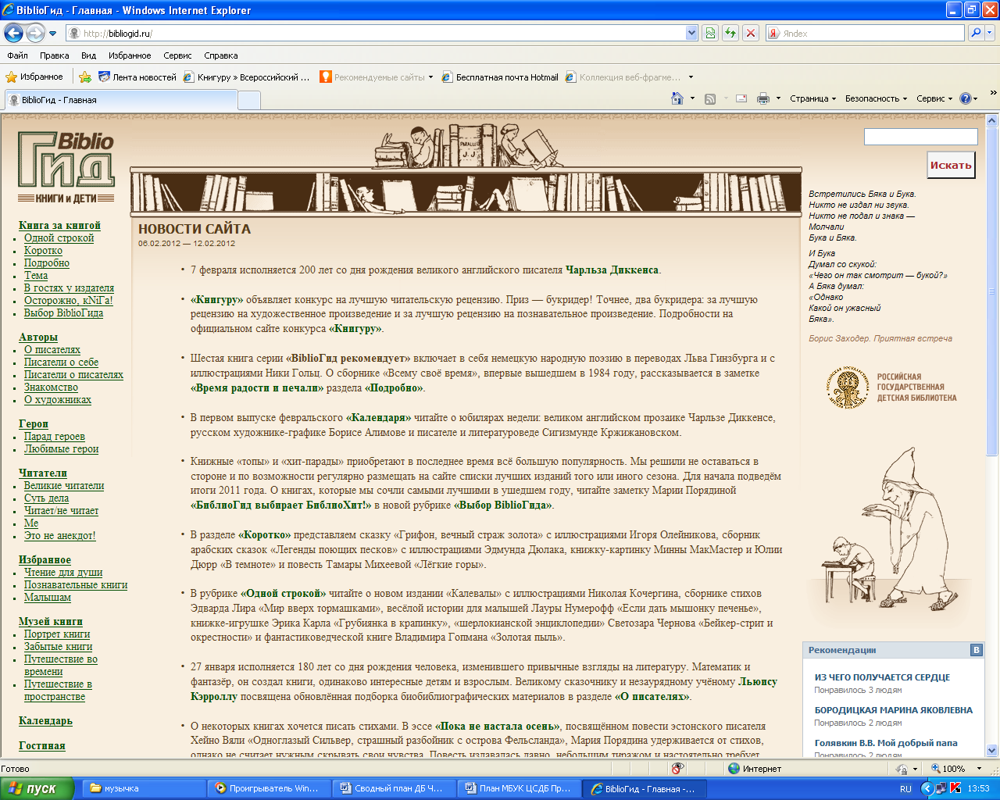 BiblioГид - Главная - Windows Internet Explorer
http://bibliogid.ru/
Яndex
Файл Правка Вид Избранное Сервис Справка
Избранное Лента новостей Книгуру » Всероссийский ... Рекомендуемые сайты Бесплатная почта Hotmail Коллекция веб-фрагме...
BiblioГид - Главная
Страница Безопасность Сервис
Biblio
Гид
КНИГИ и ДЕТИ
Книга за книгой
Одной строкой
Коротко
Подробно
Тема
В гостях у издателя
Осторожно, кNiГа!
Выбор BiblioГида
Авторы
О писателях
Писатели о себе
Писатели о писателях
Знакомство
О художниках
Герои
Парад героев
Любимые герои
Читатели
Великие читатели
Суть дела
Читает/не читает
Ме
Это не анекдот!
Избранное
Чтение для души
Познавательные книги
Малышам
Музей книги
Портрет книги
Забытые книги
Путешествие во
времени
Путешествие в
пространстве
Календарь
Гостиная
J. J
НОВОСТИ САЙТА
06.02.2012 — 12.02.2012
• 7 февраля исполняется 200 лет со дня рождения великого английского писателя Чарльза Диккенса.
• «Книгуру» объявляет конкурс на лучшую читательскую рецензию. Приз — букридер! Точнее, два букридера: за лучшую
рецензию на художественное произведение и за лучшую рецензию на познавательное произведение. Подробности на
официальном сайте конкурса «Книгуру».
• Шестая книга серии «BiblioГид рекомендует» включает в себя немецкую народную поэзию в переводах Льва Гинзбурга и с
иллюстрациями Ники Гольц. О сборнике «Всему своё время», впервые вышедшем в 1984 году, рассказывается в заметке
«Время радости и печали» раздела «Подробно».
• В первом выпуске февральского «Календаря» читайте о юбилярах недели: великом английском прозаике Чарльзе Диккенсе,
русском художнике-графике Борисе Алимове и писателе и литературоведе Сигизмунде Кржижановском.
• Книжные «топы» и «хит-парады» приобретают в последнее время всё большую популярность. Мы решили не оставаться в
стороне и по возможности регулярно размещать на сайте списки лучших изданий того или иного сезона. Для начала подведём
итоги 2011 года. О книгах, которые мы сочли самыми лучшими в ушедшем году, читайте заметку Марии Порядиной
«БиблиоГид выбирает БиблиоХит!» в новой рубрике «Выбор BiblioГида».
• В разделе «Коротко» представляем сказку «Грифон, вечный страж золота» с иллюстрациями Игоря Олейникова, сборник
арабских сказок «Легенды поющих песков» с иллюстрациями Эдмунда Дюлака, книжку-картинку Минны МакМастер и Юлии
Дюрр «В темноте» и повесть Тамары Михеевой «Лёгкие горы».
• В рубрике «Одной строкой» читайте о новом издании «Калевалы» с иллюстрациями Николая Кочергина, сборнике стихов
Эдварда Лира «Мир вверх тормашками», весёлой истории для малышей Лауры Нумерофф «Если дать мышонку печенье»,
книжке-игрушке Эрика Карла «Грубиянка в крапинку», «шерлокианской энциклопедии» Светозара Чернова «Бейкер-стрит и
окрестности» и фантастиковедческой книге Владимира Гопмана «Золотая пыль».
• 27 января исполняется 180 лет со дня рождения человека, изменившего привычные взгляды на литературу. Математик и
фантазёр, он создал книги, одинаково интересные детям и взрослым. Великому сказочнику и незаурядному учёному Льюису
Кэрроллу посвящена обновлённая подборка биобиблиографических материалов в разделе «О писателях».
• О некоторых книгах хочется писать стихами. В эссе «Пока не настала осень», посвящённом повести эстонского писателя
Хейно Вяли «Одноглазый Сильвер, страшный разбойник с острова Фельсланда», Мария Порядина удерживается от стихов,
однако не считает нужным скрывать свои чувства. Повесть издавалась давно, небольшим тиражом и настоятельно требует
Искать
Встретились Бяка и Бука.
Никто не издал ни звука.
Никто не подал и знака —
Молчали
Бука и Бяка.
И Бука
Думал со скукой:
«Чего он так смотрит — букой?»
А Бяка думал:
«Однако
Какой он ужасный
Бяка».
Борис Заходер. Приятная встреча
РОССИЙСКАЯ
ГОСУДАРСТВЕННАЯ
ДЕТСКАЯ БИБЛИОТЕКА
Рекомендации B
ИЗ ЧЕГО ПОЛУЧАЕТСЯ СЕРДЦЕ
Понравилось 3 людям
БОРОДИЦКАЯ МАРИНА ЯКОВЛЕВНА
Понравилось 2 людям
Голявкин В.В. Мой добрый папа
Понравилось 2 людям
Готово Интернет 100%
пуск музычка Проигрыватель Win... Сводный план ДБ Ч... План МБУК ЦСДБ Пр... BiblioГид - Главная -... RU 13:53